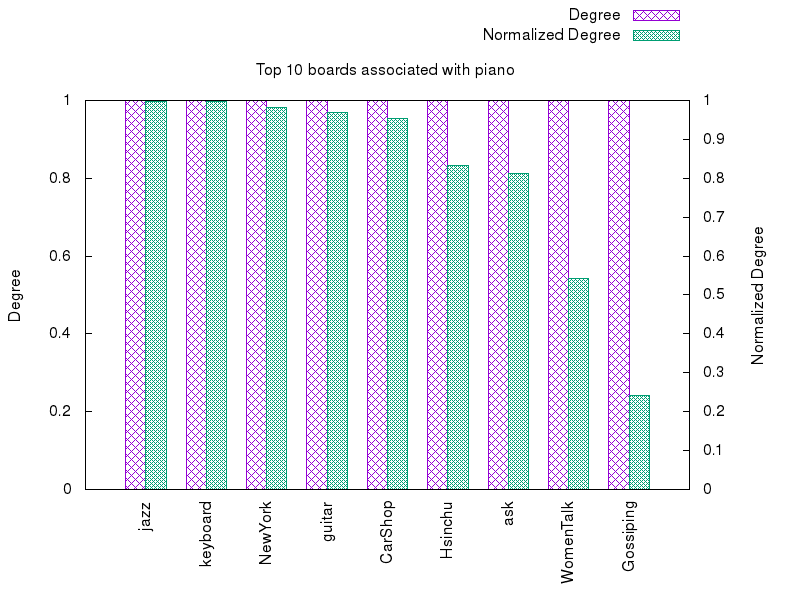 Degree
Normalized Degree
Top 10 boards associated with piano
1
0.8
0.6
0.4
0.2
0
Degree
1
0.9
0.8
0.7
0.6
0.5
0.4
0.3
0.2
0.1
0
Normalized Degree
jazz
keyboard
NewYork
guitar
CarShop
Hsinchu
ask
WomenTalk
Gossiping